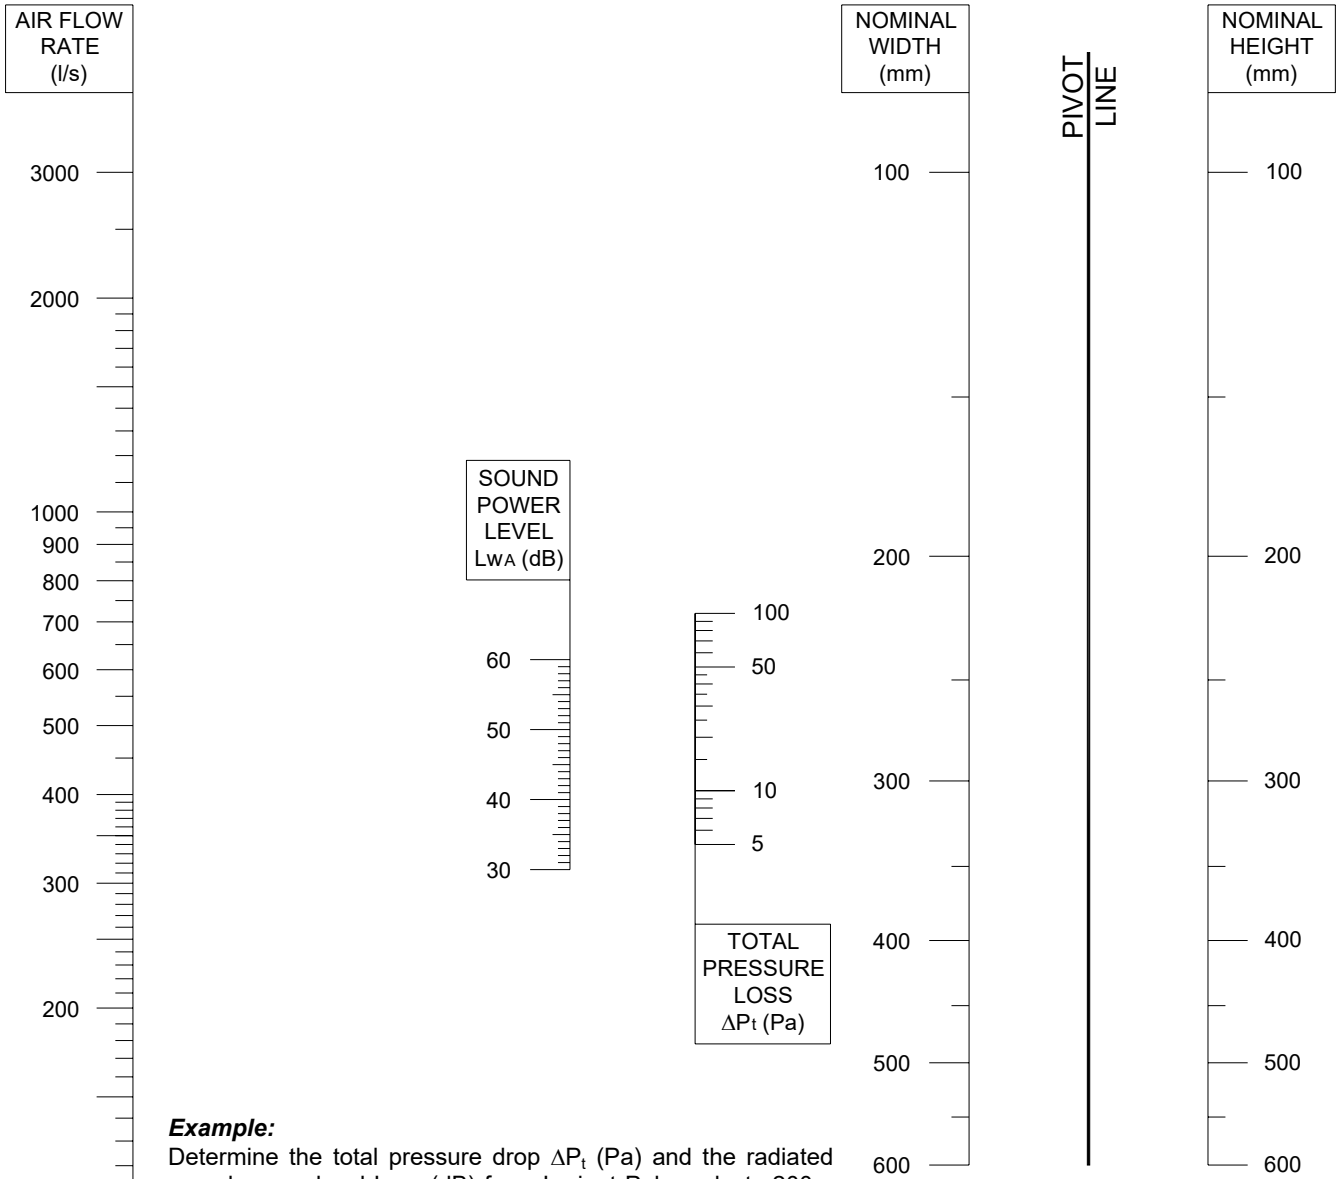 AIR FLOW
RATE
(l/s)
3000
2000
1000
900
800
700
600
500
400
300
200
SOUND
POWER
LEVEL
LWA (dB)
60
50
40
30
100
50
10
5
TOTAL
PRESSURE
LOSS
ΔPt (Pa)
NOMINAL
WIDTH
(mm)
100
200
300
400
500
600
PIVOT
LINE
NOMINAL
HEIGHT
(mm)
100
200
300
400
500
600
Example:
Determine the total pressure drop ΔPt (Pa) and the radiated